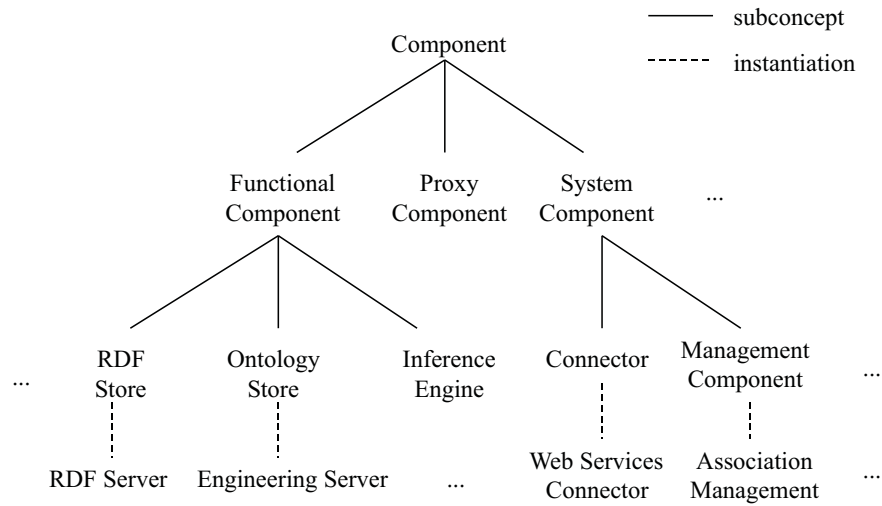 subconcept
Component
instantiation
Functional
Component
Proxy
Component
System
Component
...
RDF
Store
Ontology
Store
Inference
Engine
Connector
Management
Component
...
...
RDF Server
Engineering Server
...
Web Services
Connector
Association
Management
...